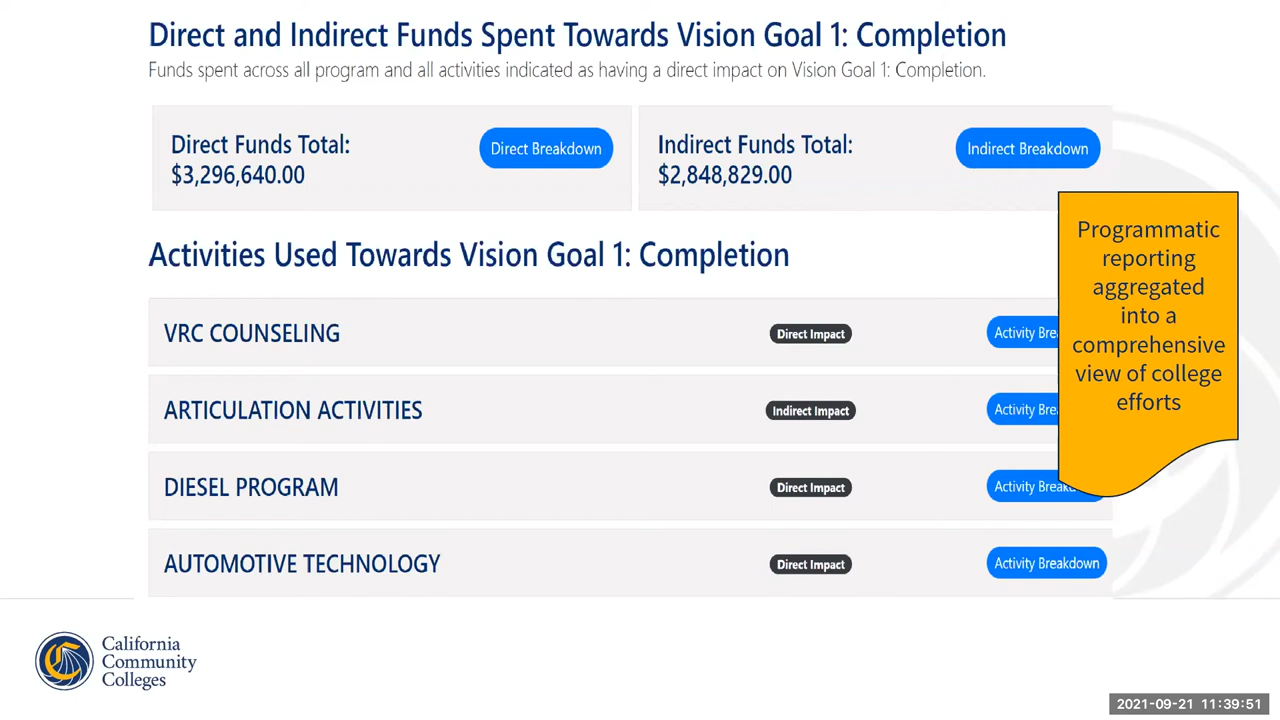 Direct and Indirect Funds Spent Towards Vision Goal 1: Completion
Funds spent across all program and all activities indicated as having a direct impact on Vision Goal 1: Completion.
Direct Funds Total:
$3,296,640.00
Direct Breakdown
Indirect Funds Total:
$2,848,829.00
Indirect Breakdown
Programmatic
reporting
aggregated
into a
comprehensive
view of college
efforts
Activities Used Towards Vision Goal 1: Completion
VRC COUNSELING
Direct Impact
Activity
ARTICULATION ACTIVITIES
Indirect Impact
Activity
DIESEL PROGRAM
Direct Impact
Activity
AUTOMOTIVE TECHNOLOGY
Direct Impact
Activity Breakdown
California
Community
Colleges
2021-09-21 11:39:51